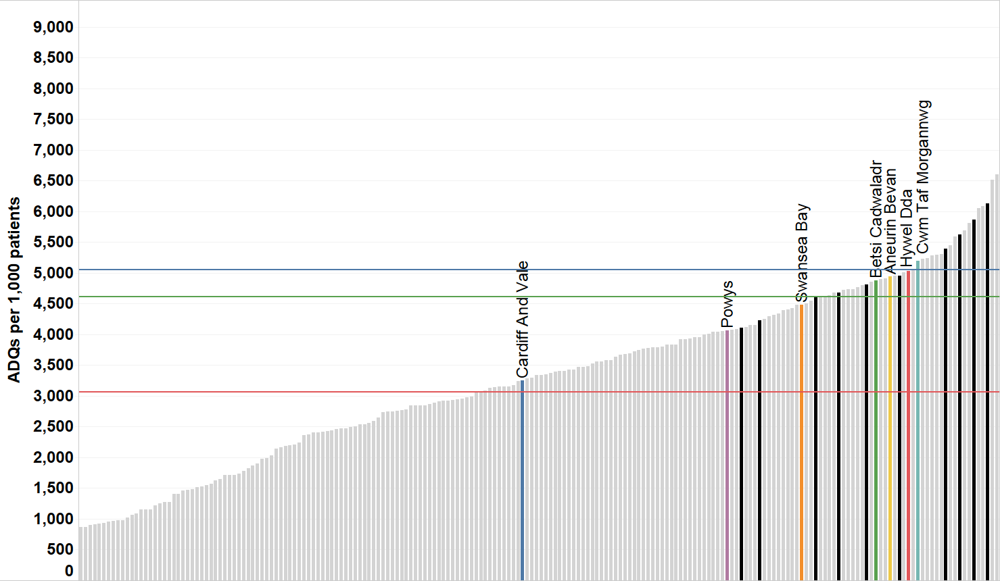 9,000
8,500
8,000
7,500
7,000
6,500
6,000
5,500
5,000
4,500
4,000
3,500
3,000
2,500
2,000
1,500
1,000
500
0
ADQs per 1,000 patients
Cardiff And Vale
Powys
Swansea Bay
Betsi Cadwaladr
Aneurin Bevan
Hywel Dda
Cwm Taf Morgannwg